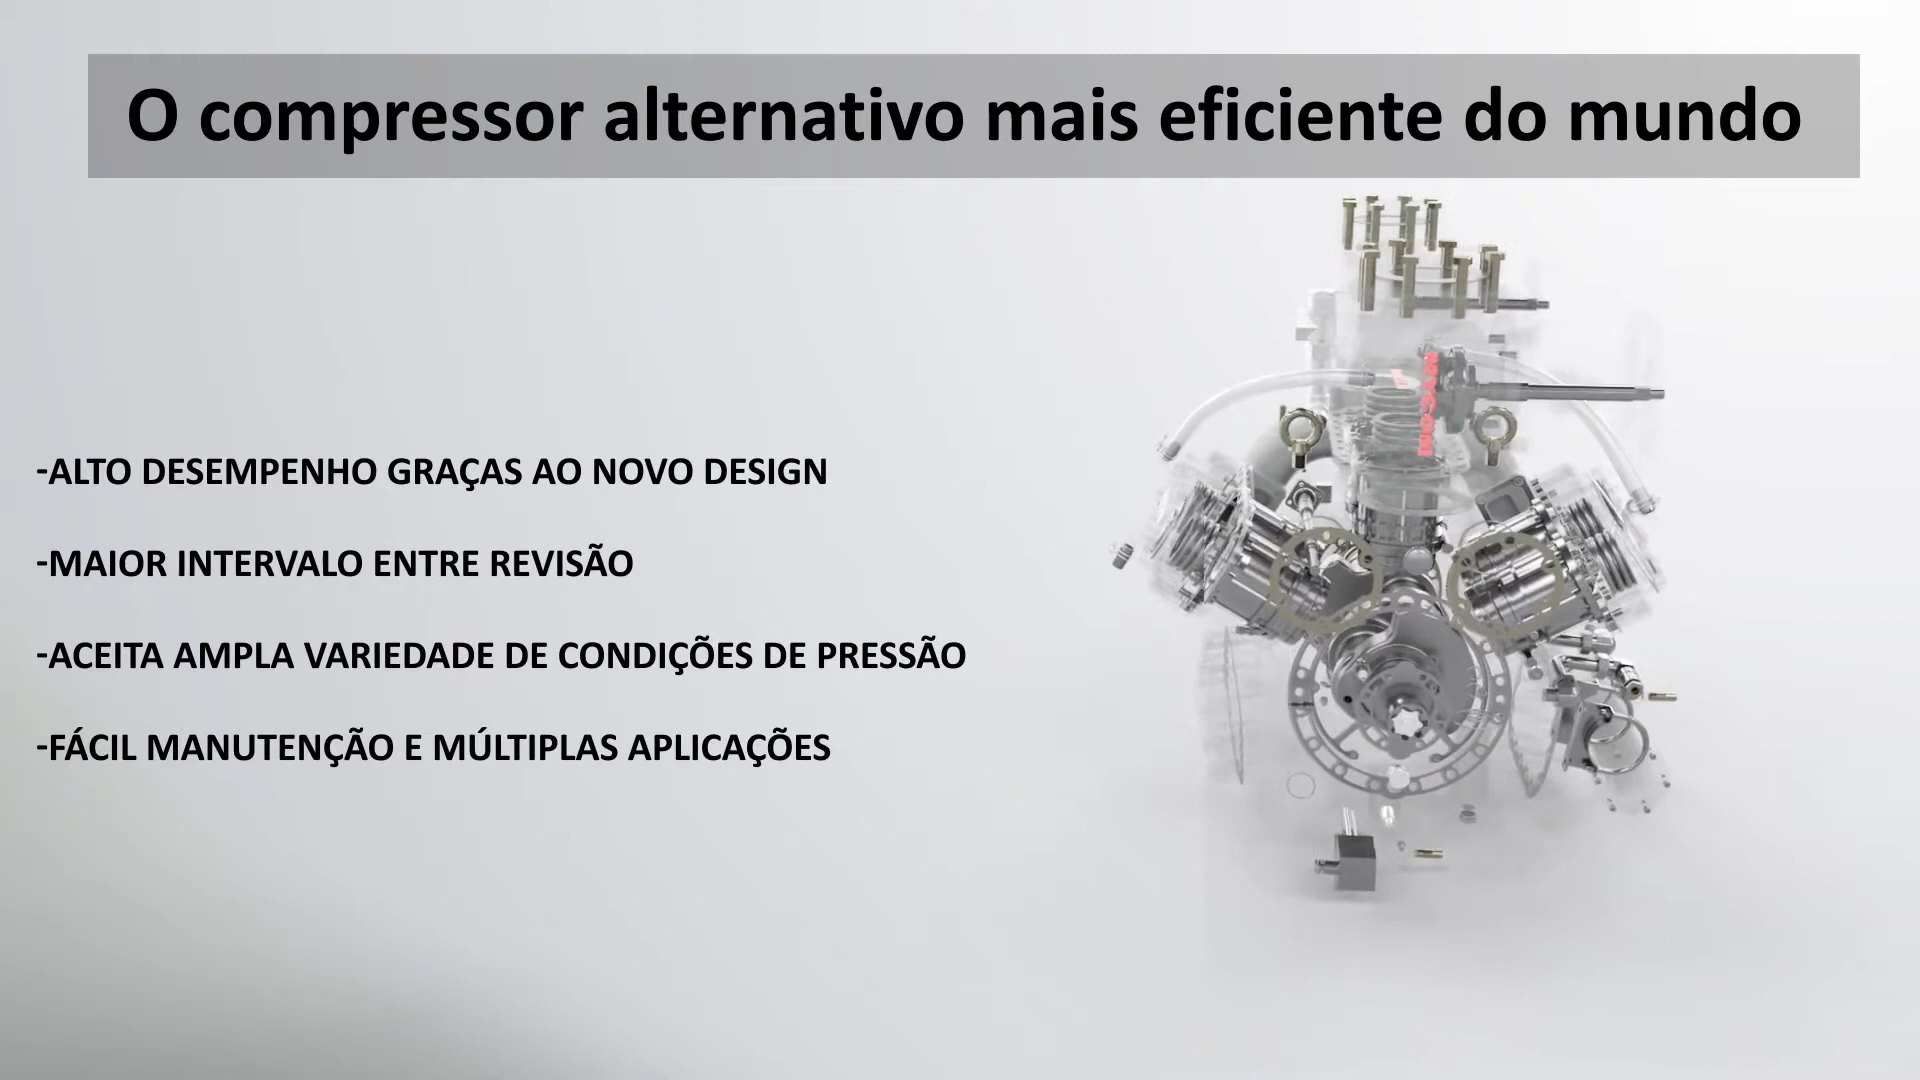 O compressor alternativo mais eficiente do mundo
MYCOM
-ALTO DESEMPENHO GRAÇAS AO NOVO DESIGN
-MAIOR INTERVALO ENTRE REVISÃO
-ACEITA AMPLA VARIEDADE DE CONDIÇÕES DE PRESSÃO
-FÁCIL MANUTENÇÃO E MÚLTIPLAS APLICAÇÕES